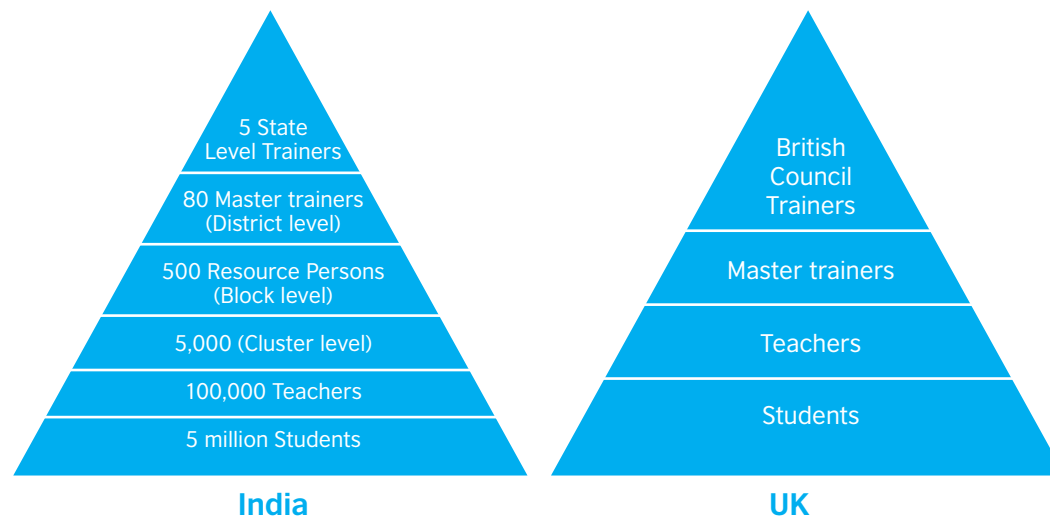 5 State
Level Trainers
80 Master trainers
(District level)
500 Resource Persons
(Block level)
5,000 (Cluster level)
100,000 Teachers
5 million Students
India
British
Council
Trainers
Master trainers
Teachers
Students
UK